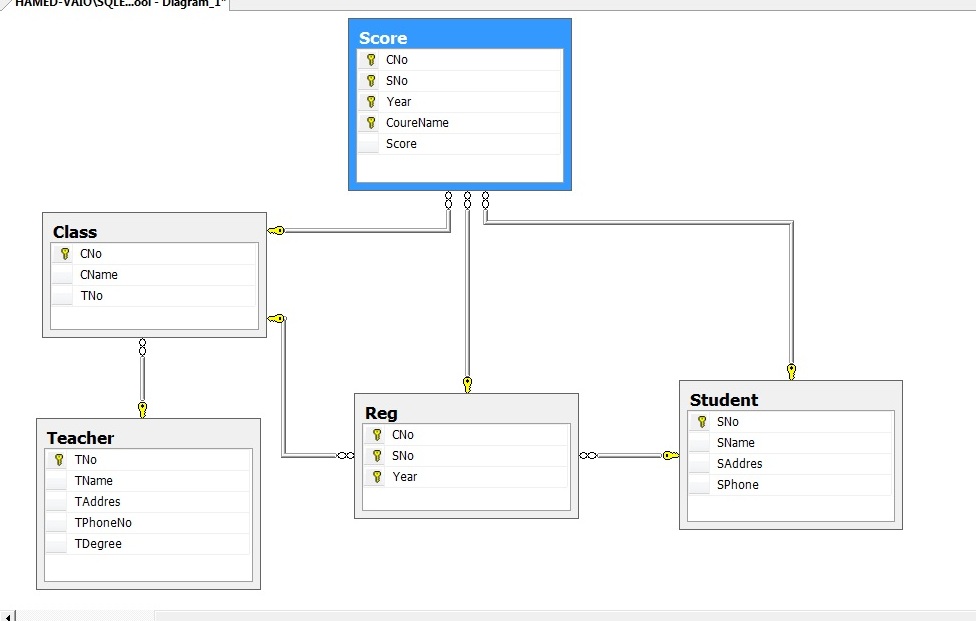 HAMED-VAIO\SQLE...ool - Diagram_1*
Score
CNo
SNo
Year
CoureName
Score
Class
CNo
CName
TNo
Teacher
TNo
TName
TAddres
TPhoneNo
TDegree
Reg
CNo
SNo
Year
Student
SNo
SName
SAddres
SPhone